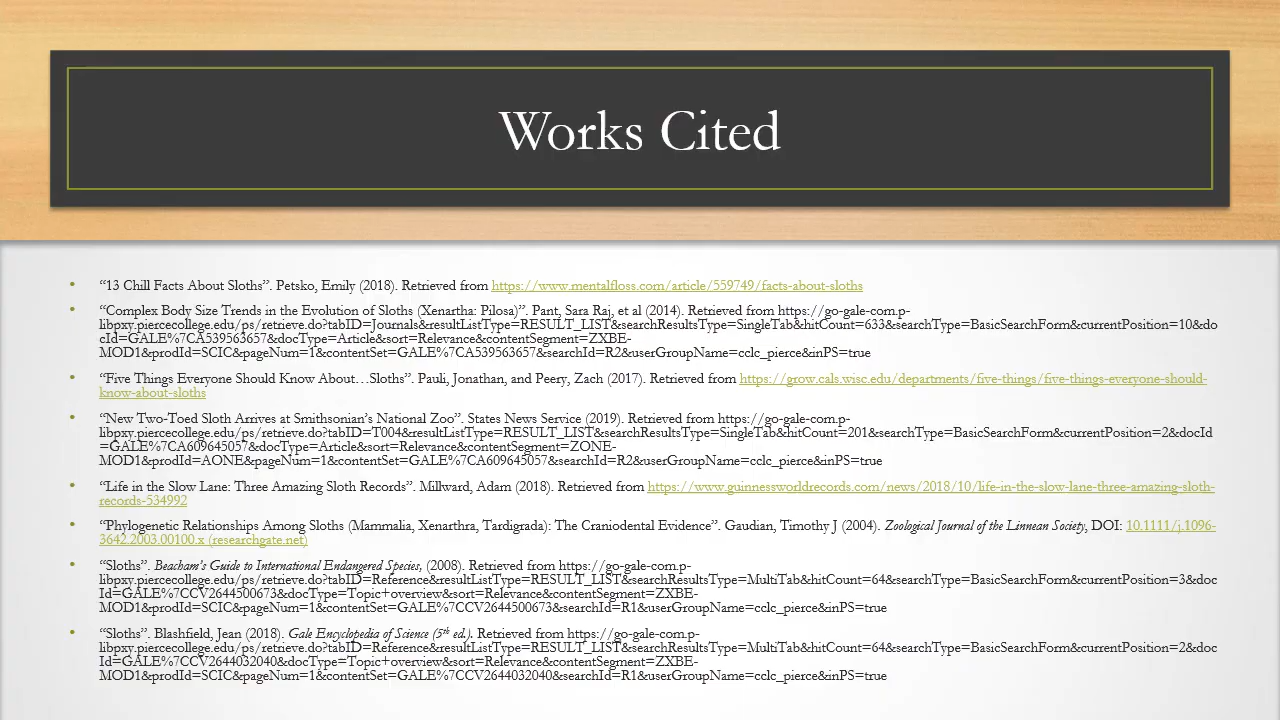 Works Cited
• “13 Chill Facts About Sloths”. Petsko, Emily (2018). Retrieved from https://www.mentalfloss.com/article/559749/facts-about-sloths
• “Complex Body Size Trends in the Evolution of Sloths (Xenartha: Pilosa)”. Pant, Sara Raj, et al (2014). Retrieved from https://go-gale-com.p-
libpxy.piercecollege.edu/ps/retrieve.do?tabID=Journals&resultListType=RESULT_LIST&searchResultsType=SingleTab&hitCount=633&searchType=BasicSearchForm&currentPosition=10&do
cId=GALE%7CA539563657&docType=Article&sort=Relevance&contentSegment=ZXBE-
MOD1&prodId=SCIC&pageNum=1&contentSet=GALE%7CA539563657&searchId=R2&userGroupName=cclc_pierce&inPS=true
• “Five Things Everyone Should Know About…Sloths”. Pauli, Jonathan, and Peery, Zach (2017). Retrieved from https://grow.cals.wisc.edu/departments/five-things/five-things-everyone-should-
know-about-sloths
• “New Two-Toed Sloth Arrives at Smithsonian’s National Zoo”. States News Service (2019). Retrieved from https://go-gale-com.p-
libpxy.piercecollege.edu/ps/retrieve.do?tabID=T004&resultListType=RESULT_LIST&searchResultsType=SingleTab&hitCount=201&searchType=BasicSearchForm&currentPosition=2&docId
=GALE%7CA609645057&docType=Article&sort=Relevance&contentSegment=ZONE-
MOD1&prodId=AONE&pageNum=1&contentSet=GALE%7CA609645057&searchId=R2&userGroupName=cclc_pierce&inPS=true
• “Life in the Slow Lane: Three Amazing Sloth Records”. Millward, Adam (2018). Retrieved from https://www.guinnessworldrecords.com/news/2018/10/life-in-the-slow-lane-three-amazing-sloth-
records-534992
• “Phylogenetic Relationships Among Sloths (Mammalia, Xenarthra, Tardigrada): The Craniodental Evidence”. Gaudian, Timothy J (2004). Zoological Journal of the Linnean Society, DOI: 10.1111/j.1096-
3642.2003.00100.x (researchgate.net)
• “Sloths”. Beacham’s Guide to International Endangered Species, (2008). Retrieved from https://go-gale-com.p-
libpxy.piercecollege.edu/ps/retrieve.do?tabID=Reference&resultListType=RESULT_LIST&searchResultsType=MultiTab&hitCount=64&searchType=BasicSearchForm&currentPosition=3&doc
Id=GALE%7CCV2644500673&docType=Topic+overview&sort=Relevance&contentSegment=ZXBE-
MOD1&prodId=SCIC&pageNum=1&contentSet=GALE%7CCV2644500673&searchId=R1&userGroupName=cclc_pierce&inPS=true
• “Sloths”. Blashfield, Jean (2018). Gale Encyclopedia of Science (5th ed.). Retrieved from https://go-gale-com.p-
libpxy.piercecollege.edu/ps/retrieve.do?tabID=Reference&resultListType=RESULT_LIST&searchResultsType=MultiTab&hitCount=64&searchType=BasicSearchForm&currentPosition=2&doc
Id=GALE%7CCV2644032040&docType=Topic+overview&sort=Relevance&contentSegment=ZXBE-
MOD1&prodId=SCIC&pageNum=1&contentSet=GALE%7CCV2644032040&searchId=R1&userGroupName=cclc_pierce&inPS=true